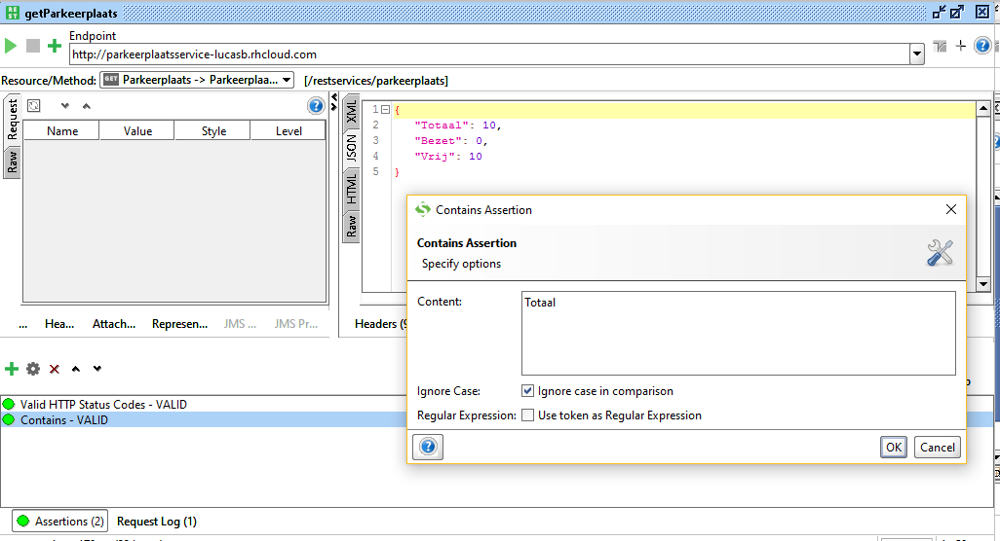 getParkeerplaats
Endpoint
http://parkeerplaatsservice-lucasb.rhcloud.com
Resource/Method: GET Parkeerplaats -> Parkeerplaa... [/restservices/parkeerplaats]
Request
Raw
Name Value Style Level
XML
JSON
HTML
Raw
1 {
2 "Totaal": 10,
3 "Bezet": 0,
4 "Vrij": 10
5 }
... Hea... Attach... Represen... JMS ... JMS Pr...
Headers (9
Contains Assertion
Contains Assertion
Specify options
Content: Totaal
Ignore Case: Ignore case in comparison
Regular Expression: Use token as Regular Expression
OK Cancel
Valid HTTP Status Codes - VALID
Contains - VALID
Assertions (2) Request Log (1)